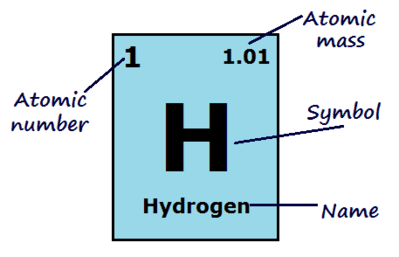 Atomic
mass
1
1.01
Atomic
number
H
Symbol
Hydrogen
Name